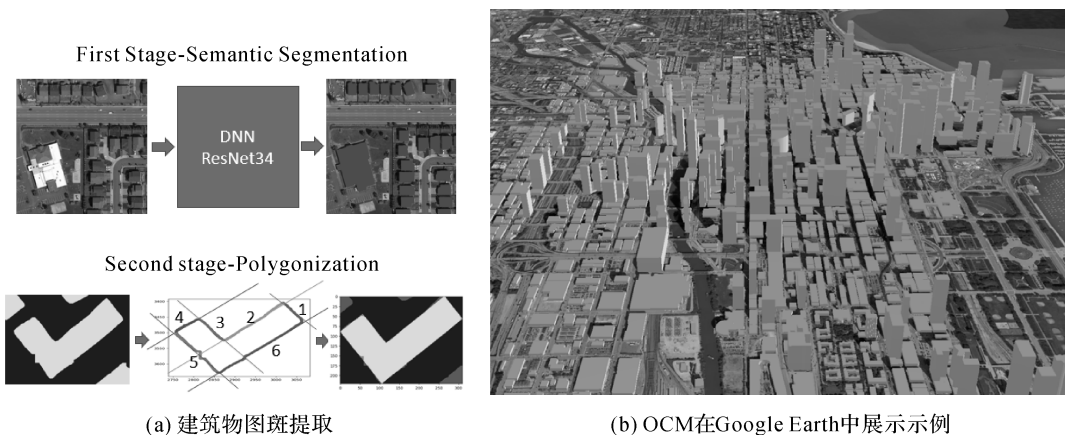 First Stage-Semantic Segmentation
DNN
ResNet34
Second stage-Polygonization
4
3
2
1
5
6
(a) 建筑物图斑提取
(b) OCM在Google Earth中展示示例